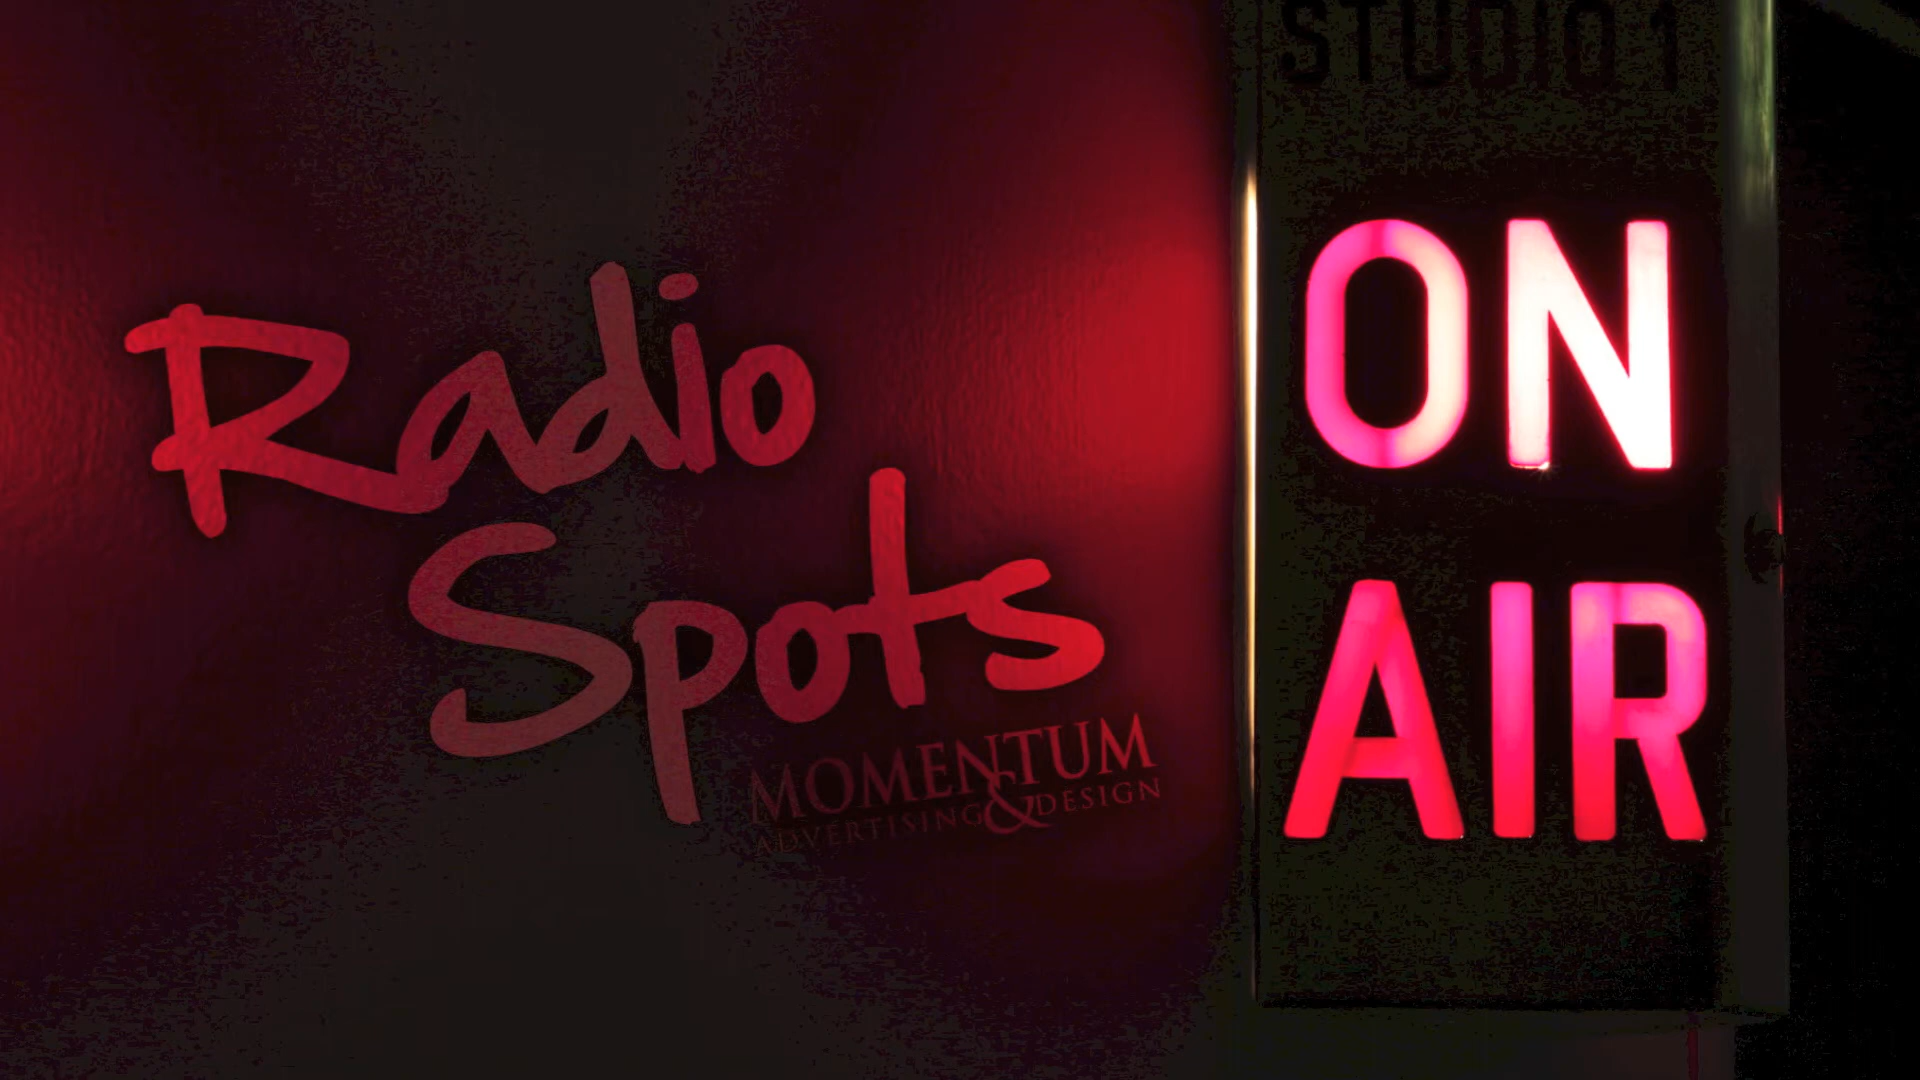 Radio
Spots
MOMENTUM
ADVERTISING & DESIGN
STUDIO 1
ON
AIR